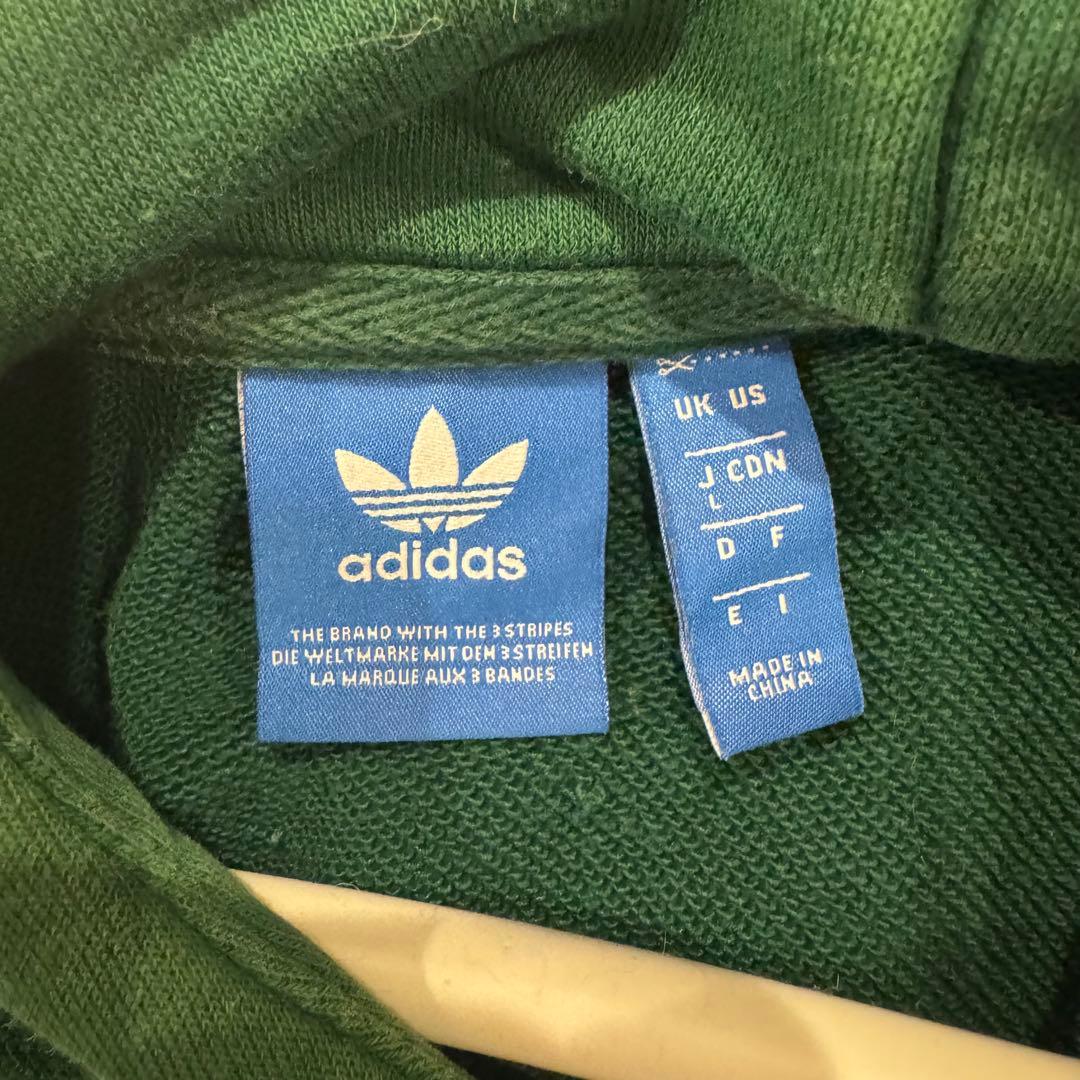 adidas
THE BRAND WITH THE 3 STRIPES
DIE WELTMARKE MIT DEM 3 STREIFEN
LA MARQUE AUX 3 BANDES
UK US
J CDN
L
D F
E I
MADE IN
CHINA